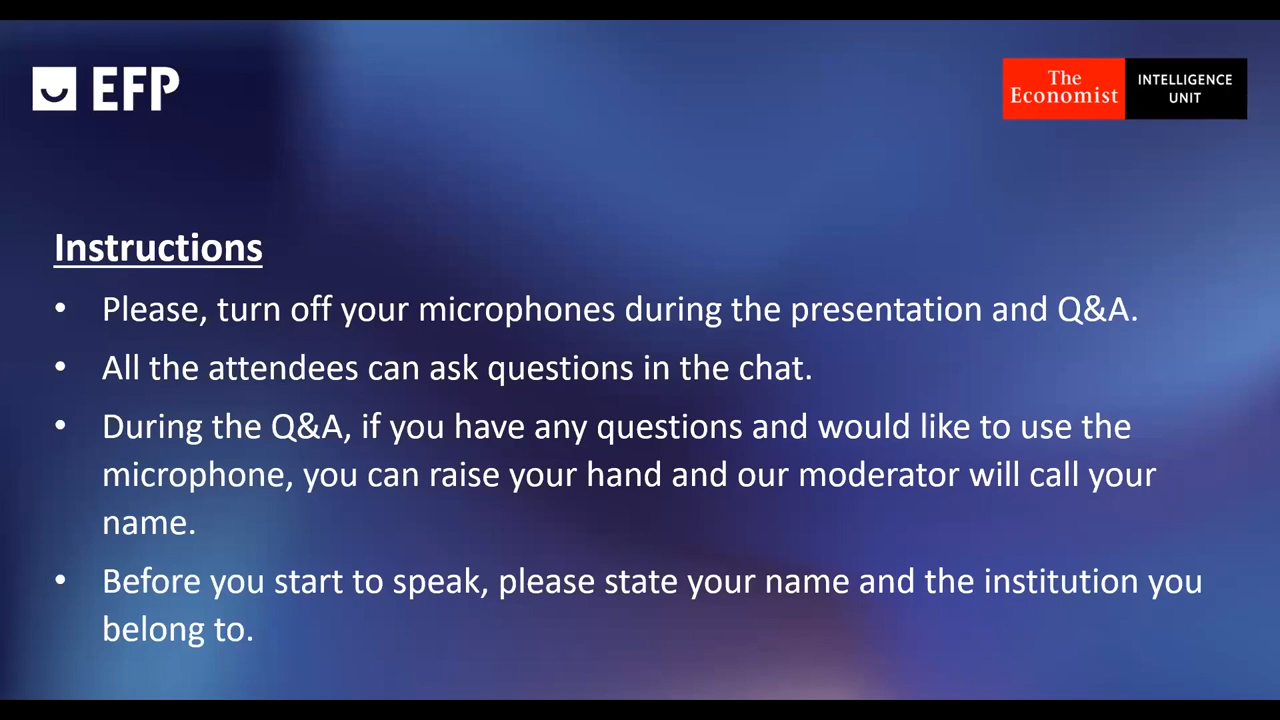 EFP
The
Economist
INTELLIGENCE
UNIT
Instructions
• Please, turn off your microphones during the presentation and Q&A.
• All the attendees can ask questions in the chat.
• During the Q&A, if you have any questions and would like to use the
microphone, you can raise your hand and our moderator will call your
name.
• Before you start to speak, please state your name and the institution you
belong to.